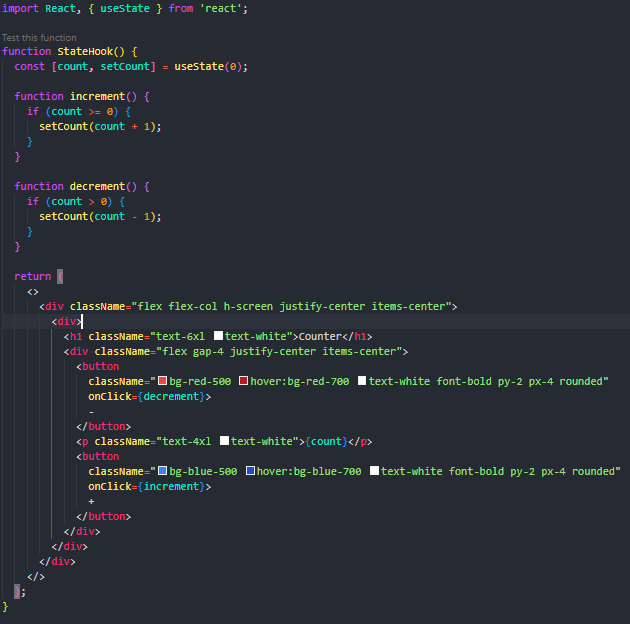 import React, { useState } from 'react';
Test this function
function StateHook() {
  const [count, setCount] = useState(0);

  function increment() {
    if (count >= 0) {
      setCount(count + 1);
    }
  }

  function decrement() {
    if (count > 0) {
      setCount(count - 1);
    }
  }

  return (
    <>
      <div className="flex flex-col h-screen justify-center items-center">
        <div>
          <h1 className="text-6xl text-white">Counter</h1>
          <div className="flex gap-4 justify-center items-center">
            <button
              className="bg-red-500 hover:bg-red-700 text-white font-bold py-2 px-4 rounded"
              onClick={decrement}>
              -
            </button>
            <p className="text-4xl text-white">{count}</p>
            <button
              className="bg-blue-500 hover:bg-blue-700 text-white font-bold py-2 px-4 rounded"
              onClick={increment}>
              +
            </button>
          </div>
        </div>
      </div>
    </>
  );
}